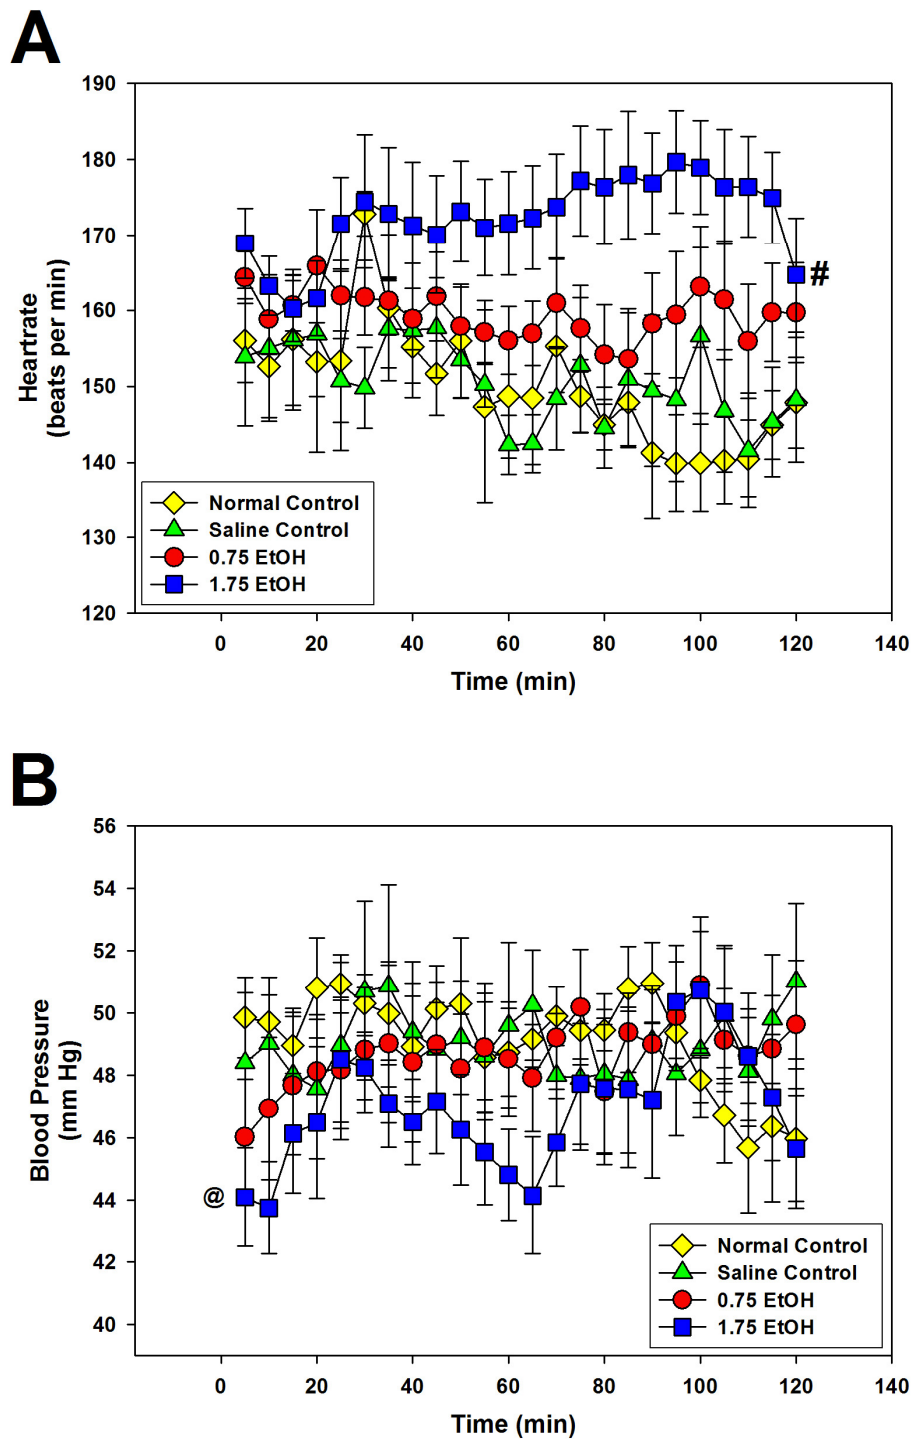 A
190
180
170
160
150
140
130
120
Heartrate
(beats per min)
#
Normal Control
Saline Control
0.75 EtOH
1.75 EtOH
0 20 40 60 80 100 120 140
Time (min)
B
56
54
52
50
48
46
44
42
40
Blood Pressure
(mm Hg)
@
Normal Control
Saline Control
0.75 EtOH
1.75 EtOH
0 20 40 60 80 100 120 140
Time (min)